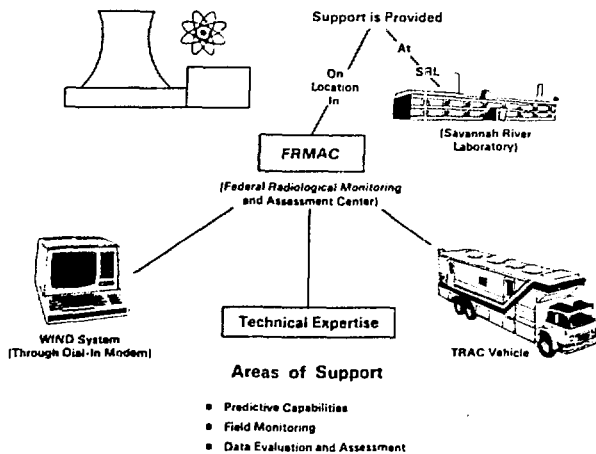 Support is Provided
At
SRL
On
Location
In
(Savannah River
Laboratory)
FRMAC
(Federal Radiological Monitoring
and Assessment Center)
WIND System
(Through Dial-In Modem)
Technical Expertise
TRAC Vehicle
Areas of Support
Predictive Capabilities
Field Monitoring
Data Evaluation and Assessment